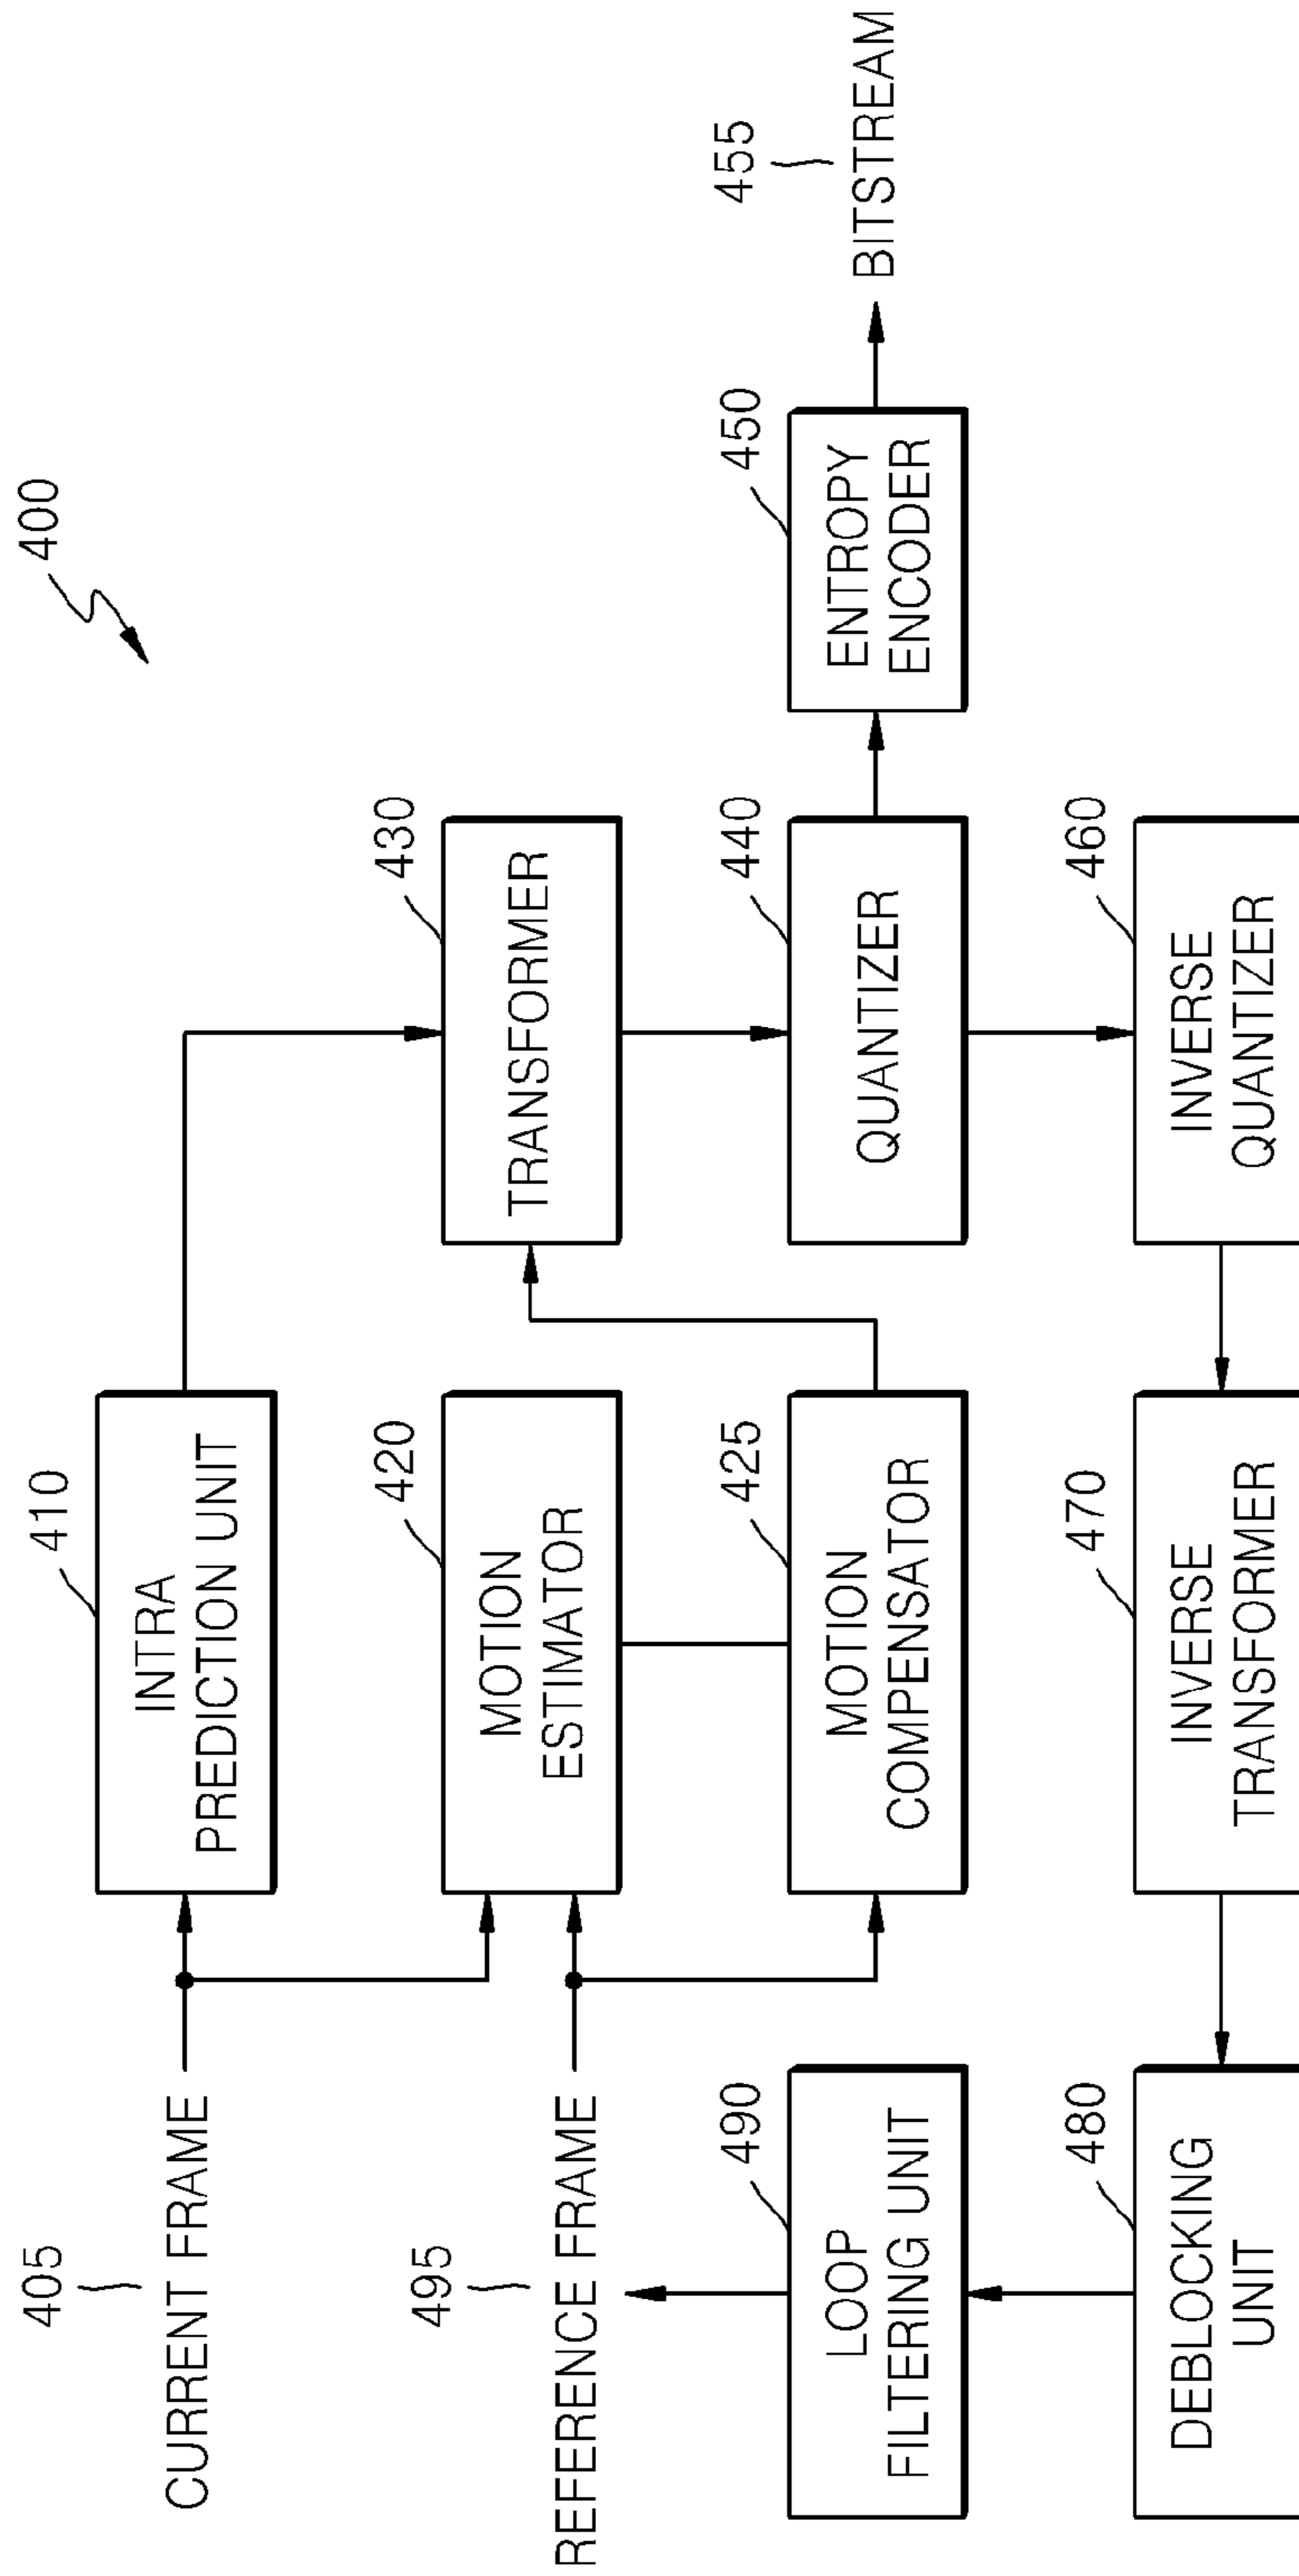 400
405
CURRENT FRAME
410
INTRA
PREDICTION UNIT
495
REFERENCE FRAME
420
MOTION
ESTIMATOR
430
TRANSFORMER
490
LOOP
FILTERING UNIT
425
MOTION
COMPENSATOR
440
QUANTIZER
450
ENTROPY
ENCODER
455
BITSTREAM
480
DEBLOCKING
UNIT
470
INVERSE
TRANSFORMER
460
INVERSE
QUANTIZER